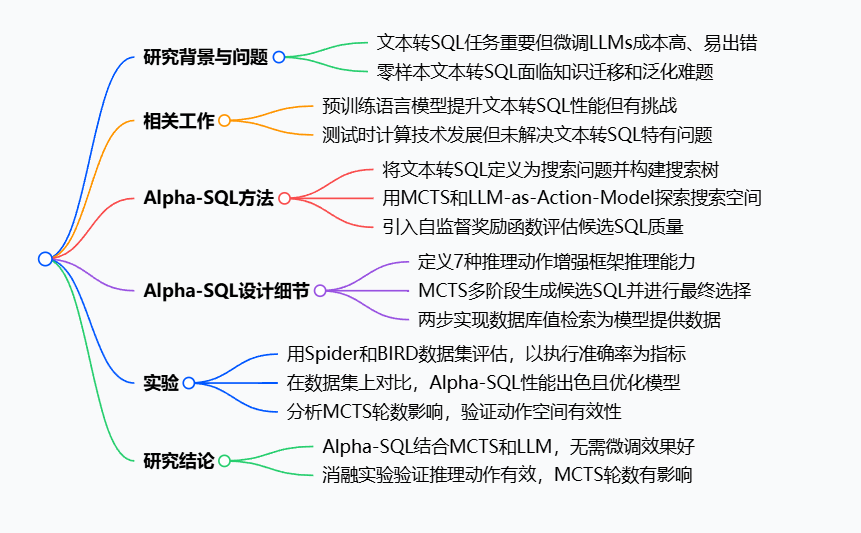 研究背景与问题
文本转SQL任务重要但微调LLMs成本高、易出错
零样本文本转SQL面临知识迁移和泛化难题
相关工作
预训练语言模型提升文本转SQL性能但有挑战
测试时计算技术发展但未解决文本转SQL特有问题
Alpha-SQL方法
将文本转SQL定义为搜索问题并构建搜索树
用MCTS和LLM-as-Action-Model探索搜索空间
引入自监督奖励函数评估候选SQL质量
Alpha-SQL设计细节
定义7种推理动作增强框架推理能力
MCTS多阶段生成候选SQL并进行最终选择
两步实现数据库值检索为模型提供数据
实验
用Spider和BIRD数据集评估，以执行准确率为指标
在数据集上对比，Alpha-SQL性能出色且优化模型
分析MCTS轮数影响，验证动作空间有效性
研究结论
Alpha-SQL结合MCTS和LLM，无需微调效果好
消融实验验证推理动作有效，MCTS轮数有影响